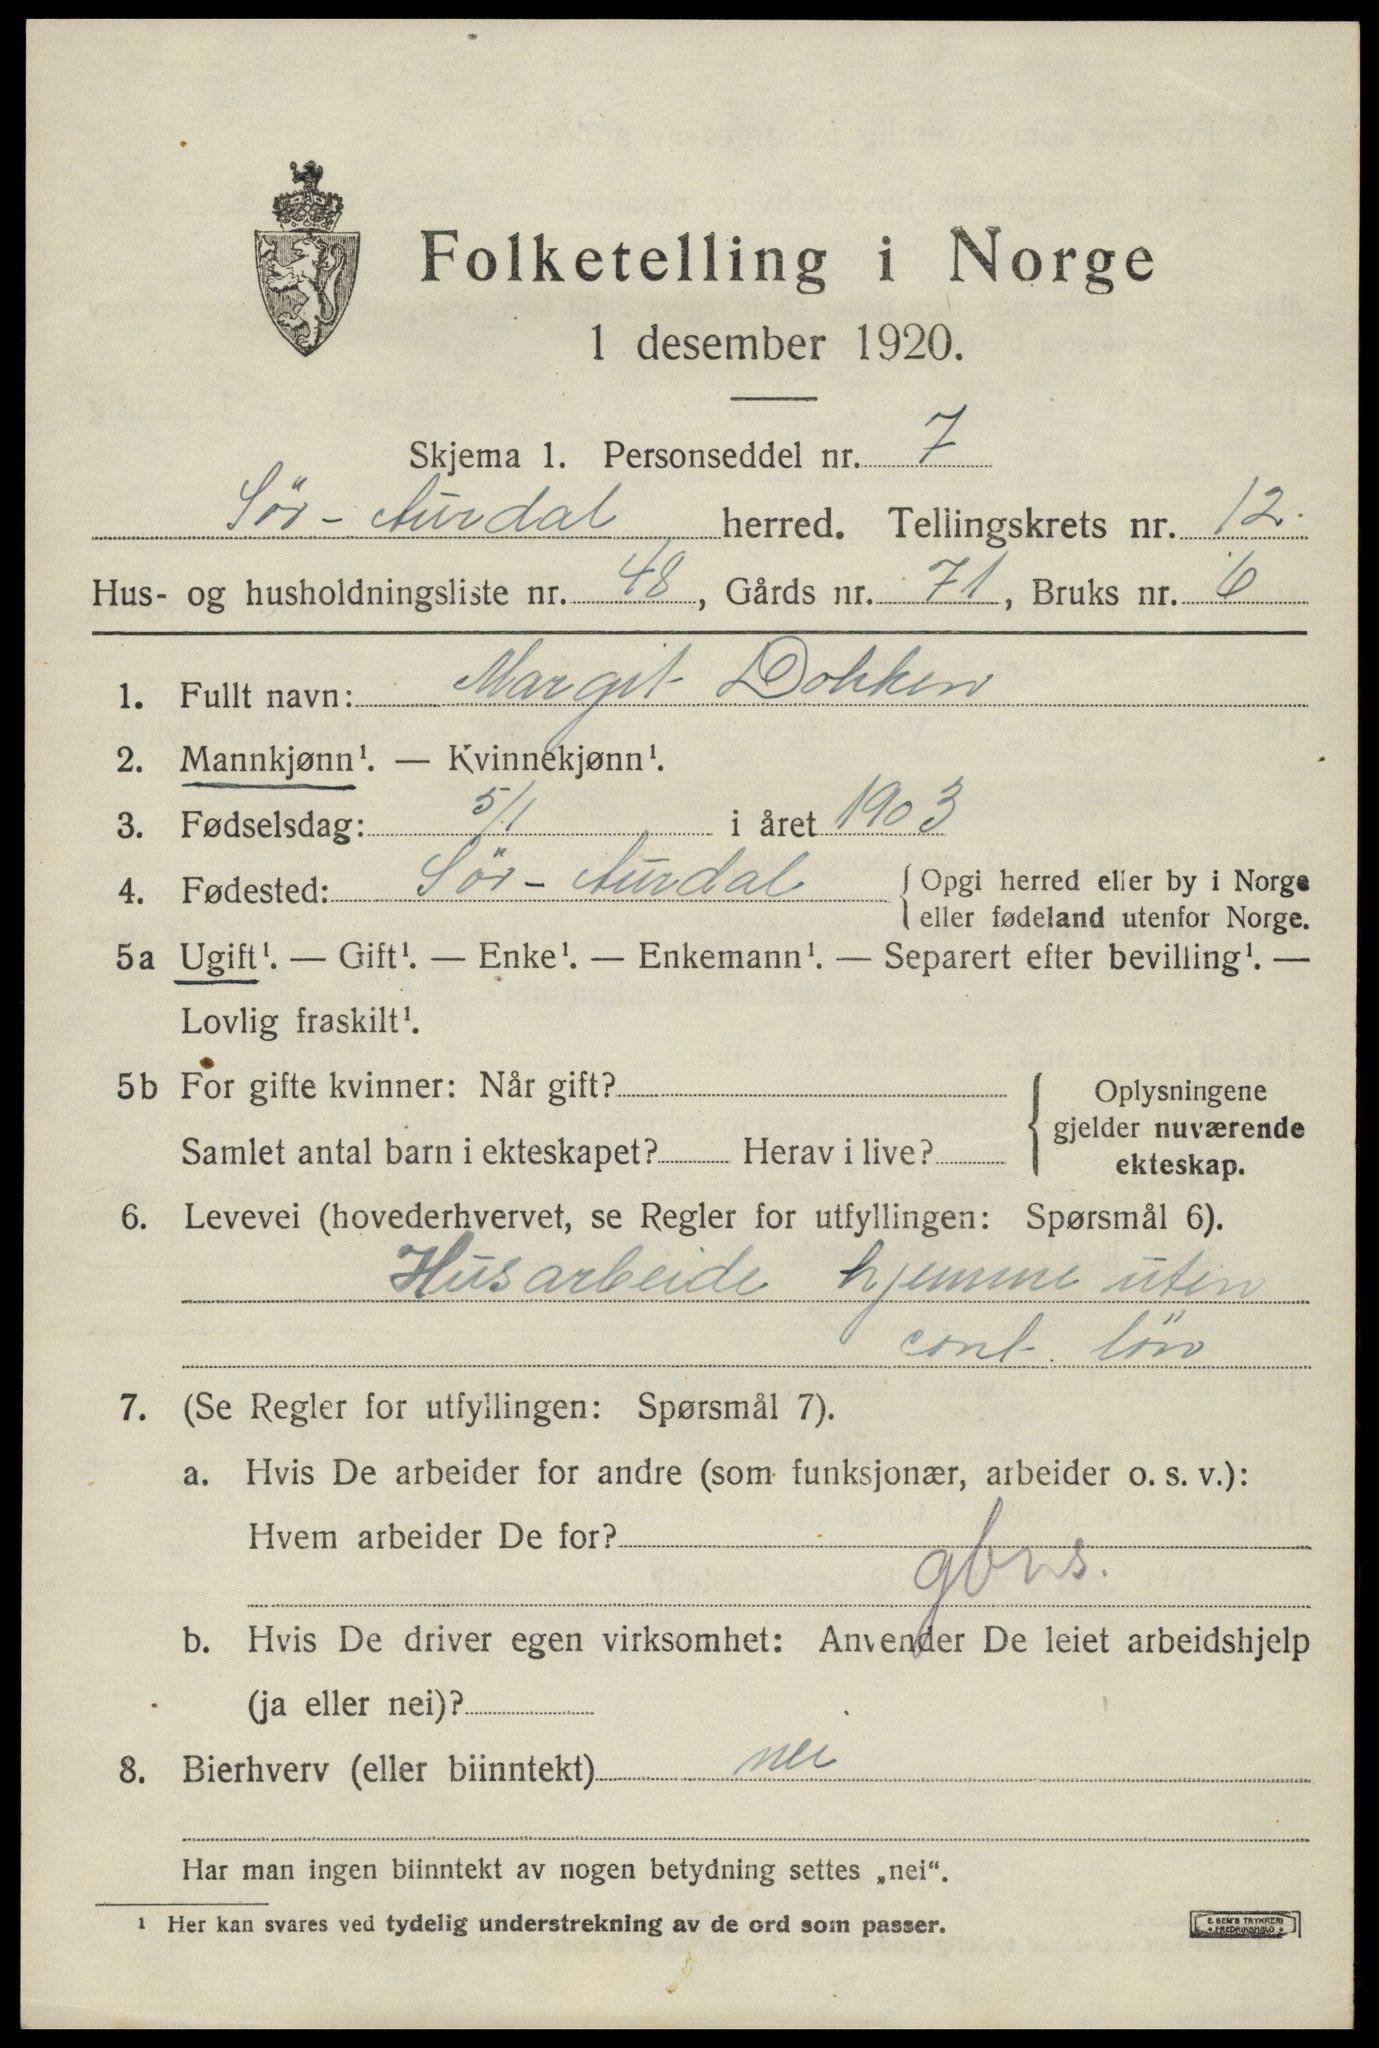 Folketelling i Norge
1 desember 1920.
Skjema 1. Personseddel nr. 7
Sör-Aurdal herred. Tellingskrets nr. 12.
Hus- og husholdningsliste nr. 48, Gårds nr. 71, Bruks nr. 6
1. Fullt navn: Margit Dokken
2. Mannkjønn¹. — Kvinnekjønn¹.
3. Fødselsdag: 5/1 i året 1903
4. Fødested: Sör-Aurdal { Opgi herred eller by i Norge
eller fødeland utenfor Norge.
5a Ugift¹. — Gift¹. — Enke¹. — Enkemann¹. — Separert efter bevilling¹. —
Lovlig fraskilt¹.
5b For gifte kvinner: Når gift? { Oplysningene
gjelder nuværende
Samlet antal barn i ekteskapet? Herav i live?
ekteskap.
6. Levevei (hovederhvervet, se Regler for utfyllingen: Spørsmål 6).
Husarbeide hjemme uten
cont. lön
7. (Se Regler for utfyllingen: Spørsmål 7).
a. Hvis De arbeider for andre (som funksjonær, arbeider o. s. v.):
Hvem arbeider De for?
gbrs.
b. Hvis De driver egen virksomhet: Anvender De leiet arbeidshjelp
(ja eller nei)?
8. Bierhverv (eller biinntekt) nei
Har man ingen biinntekt av nogen betydning settes „nei“.
¹ Her kan svares ved tydelig understrekning av de ord som passer.
E. SEM'S TRYKKERI
FREDRIKSHALD